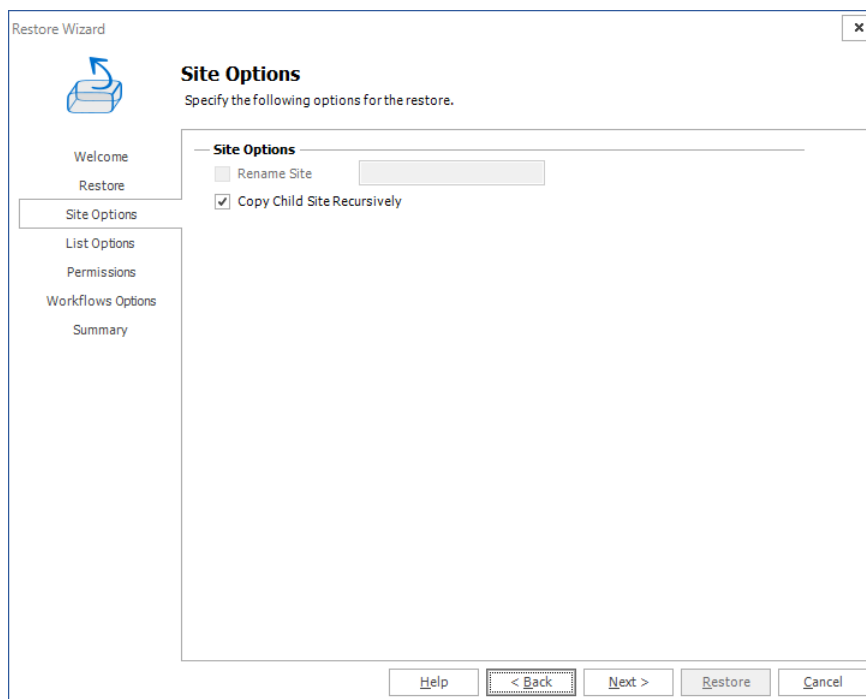 Restore Wizard
Site Options
Specify the following options for the restore.
Welcome
Restore
Site Options
List Options
Permissions
Workflows Options
Summary
Site Options
Rename Site
Copy Child Site Recursively
Help
< Back
Next >
Restore
Cancel